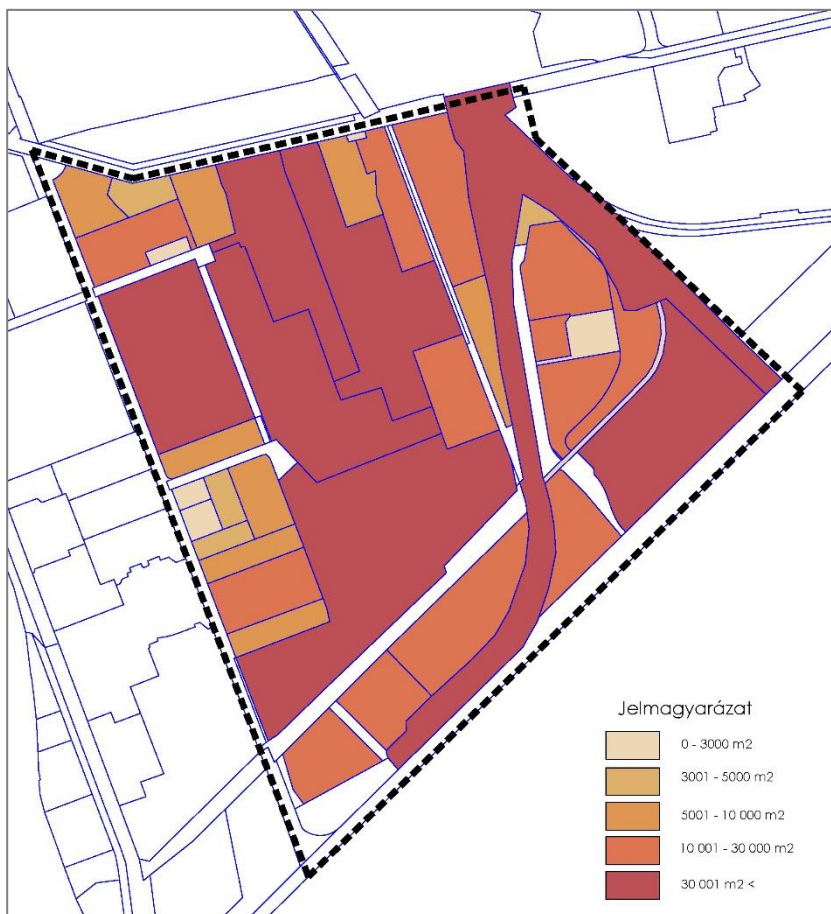 Jelmagyarázat
0 - 3000 m2
3001 - 5000 m2
5001 - 10 000 m2
10 001 - 30 000 m2
30 001 m2 <